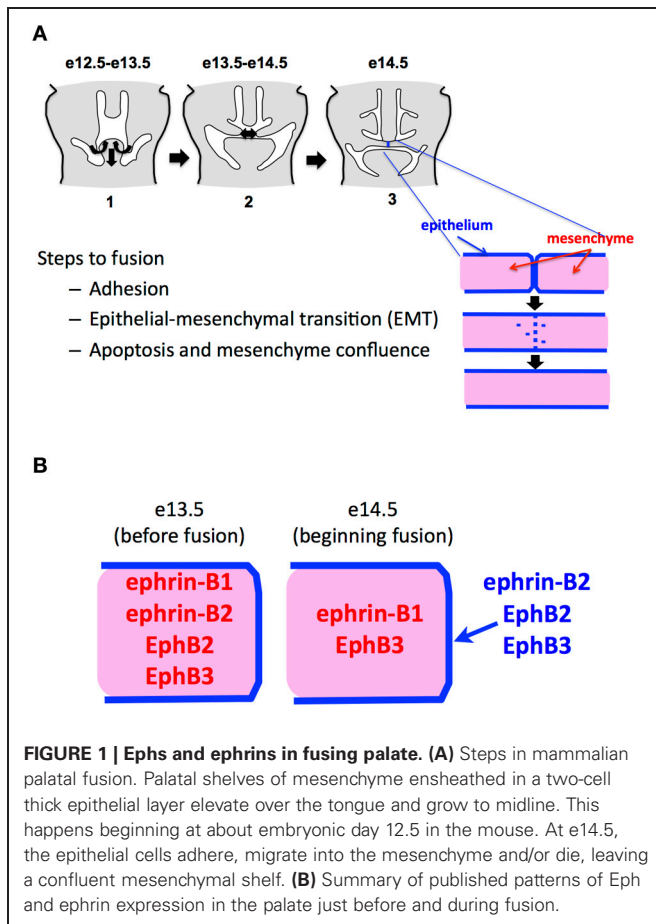 A
e12.5-e13.5
e13.5-e14.5
e14.5
1
2
3
epithelium
mesenchyme
Steps to fusion
– Adhesion
– Epithelial-mesenchymal transition (EMT)
– Apoptosis and mesenchyme confluence
B
e13.5
(before fusion)
ephrin-B1
ephrin-B2
EphB2
EphB3
e14.5
(beginning fusion)
ephrin-B1
EphB3
ephrin-B2
EphB2
EphB3
FIGURE 1 | Ephs and ephrins in fusing palate. (A) Steps in mammalian
palatal fusion. Palatal shelves of mesenchyme ensheathed in a two-cell
thick epithelial layer elevate over the tongue and grow to midline. This
happens beginning at about embryonic day 12.5 in the mouse. At e14.5,
the epithelial cells adhere, migrate into the mesenchyme and/or die, leaving
a confluent mesenchymal shelf. (B) Summary of published patterns of Eph
and ephrin expression in the palate just before and during fusion.